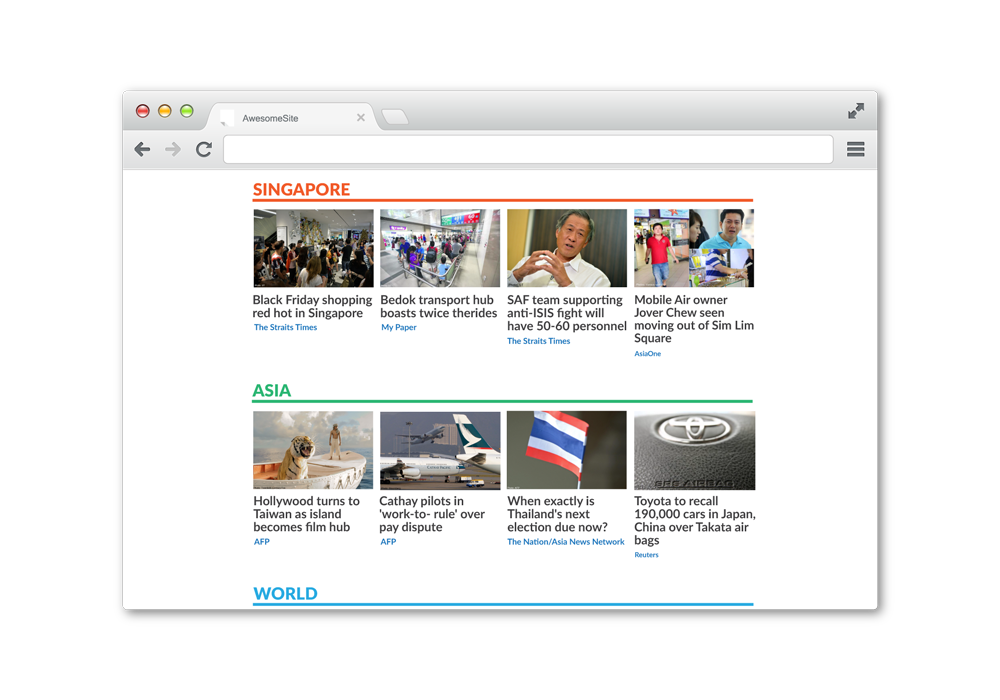 AwesomeSite
SINGAPORE
Black Friday shopping
red hot in Singapore
The Straits Times
Bedok transport hub
boasts twice therides
My Paper
SAF team supporting
anti-ISIS fight will
have 50-60 personnel
The Straits Times
Mobile Air owner
Jover Chew seen
moving out of Sim Lim
Square
AsiaOne
ASIA
Hollywood turns to
Taiwan as island
becomes film hub
AFP
Cathay pilots in
'work-to- rule' over
pay dispute
AFP
When exactly is
Thailand's next
election due now?
The Nation/Asia News Network
SRS AIRBAG
Toyota to recall
190,000 cars in Japan,
China over Takata air
bags
Reuters
WORLD